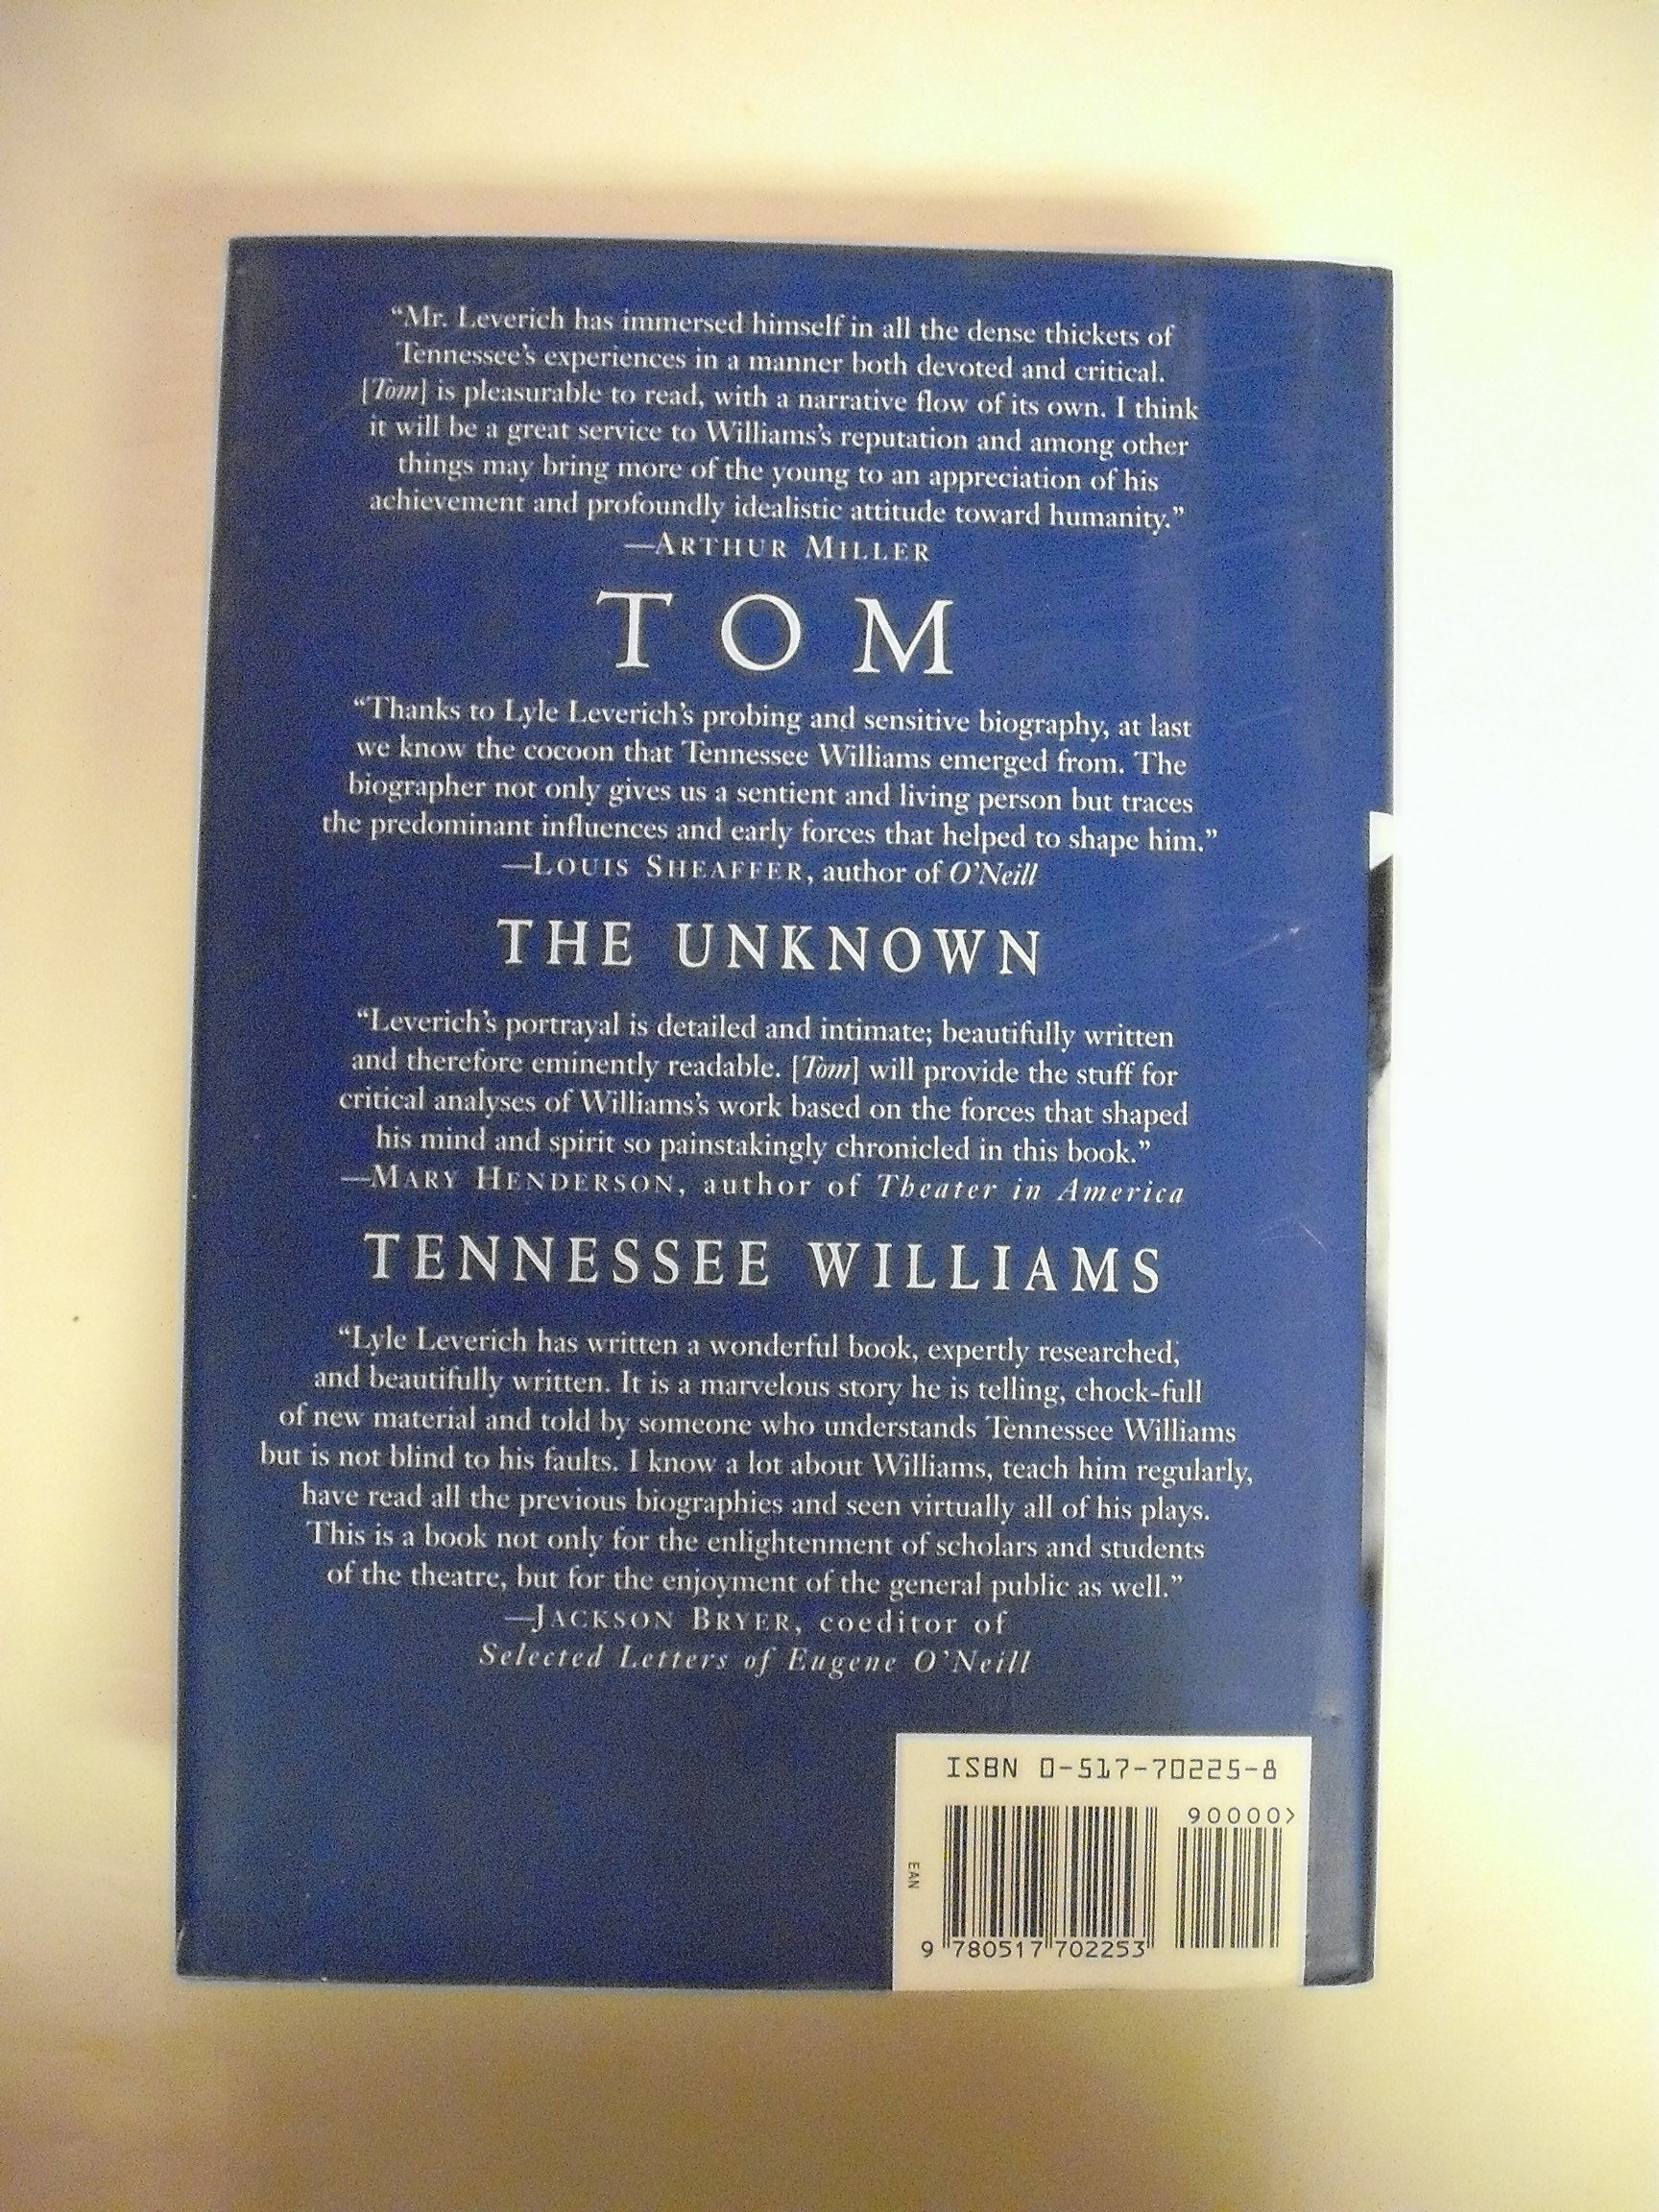 “Mr. Leverich has immersed himself in all the dense thickets of
Tennessee’s experiences in a manner both devoted and critical.
[Tom] is pleasurable to read, with a narrative flow of its own. I think
it will be a great service to Williams’s reputation and among other
things may bring more of the young to an appreciation of his
achievement and profoundly idealistic attitude toward humanity.”
—ARTHUR MILLER
TOM
“Thanks to Lyle Leverich’s probing and sensitive biography, at last
we know the cocoon that Tennessee Williams emerged from. The
biographer not only gives us a sentient and living person but traces
the predominant influences and early forces that helped to shape him.”
—LOUIS SHEAFFER, author of O’Neill
THE UNKNOWN
“Leverich’s portrayal is detailed and intimate; beautifully written
and therefore eminently readable. [Tom] will provide the stuff for
critical analyses of Williams’s work based on the forces that shaped
his mind and spirit so painstakingly chronicled in this book.”
—MARY HENDERSON, author of Theater in America
TENNESSEE WILLIAMS
“Lyle Leverich has written a wonderful book, expertly researched,
and beautifully written. It is a marvelous story he is telling, chock-full
of new material and told by someone who understands Tennessee Williams
but is not blind to his faults. I know a lot about Williams, teach him regularly,
have read all the previous biographies and seen virtually all of his plays.
This is a book not only for the enlightenment of scholars and students
of the theatre, but for the enjoyment of the general public as well.”
—JACKSON BRYER, coeditor of
Selected Letters of Eugene O’Neill
ISBN 0-517-70225-8
90000>
EAN
9 780517 702253